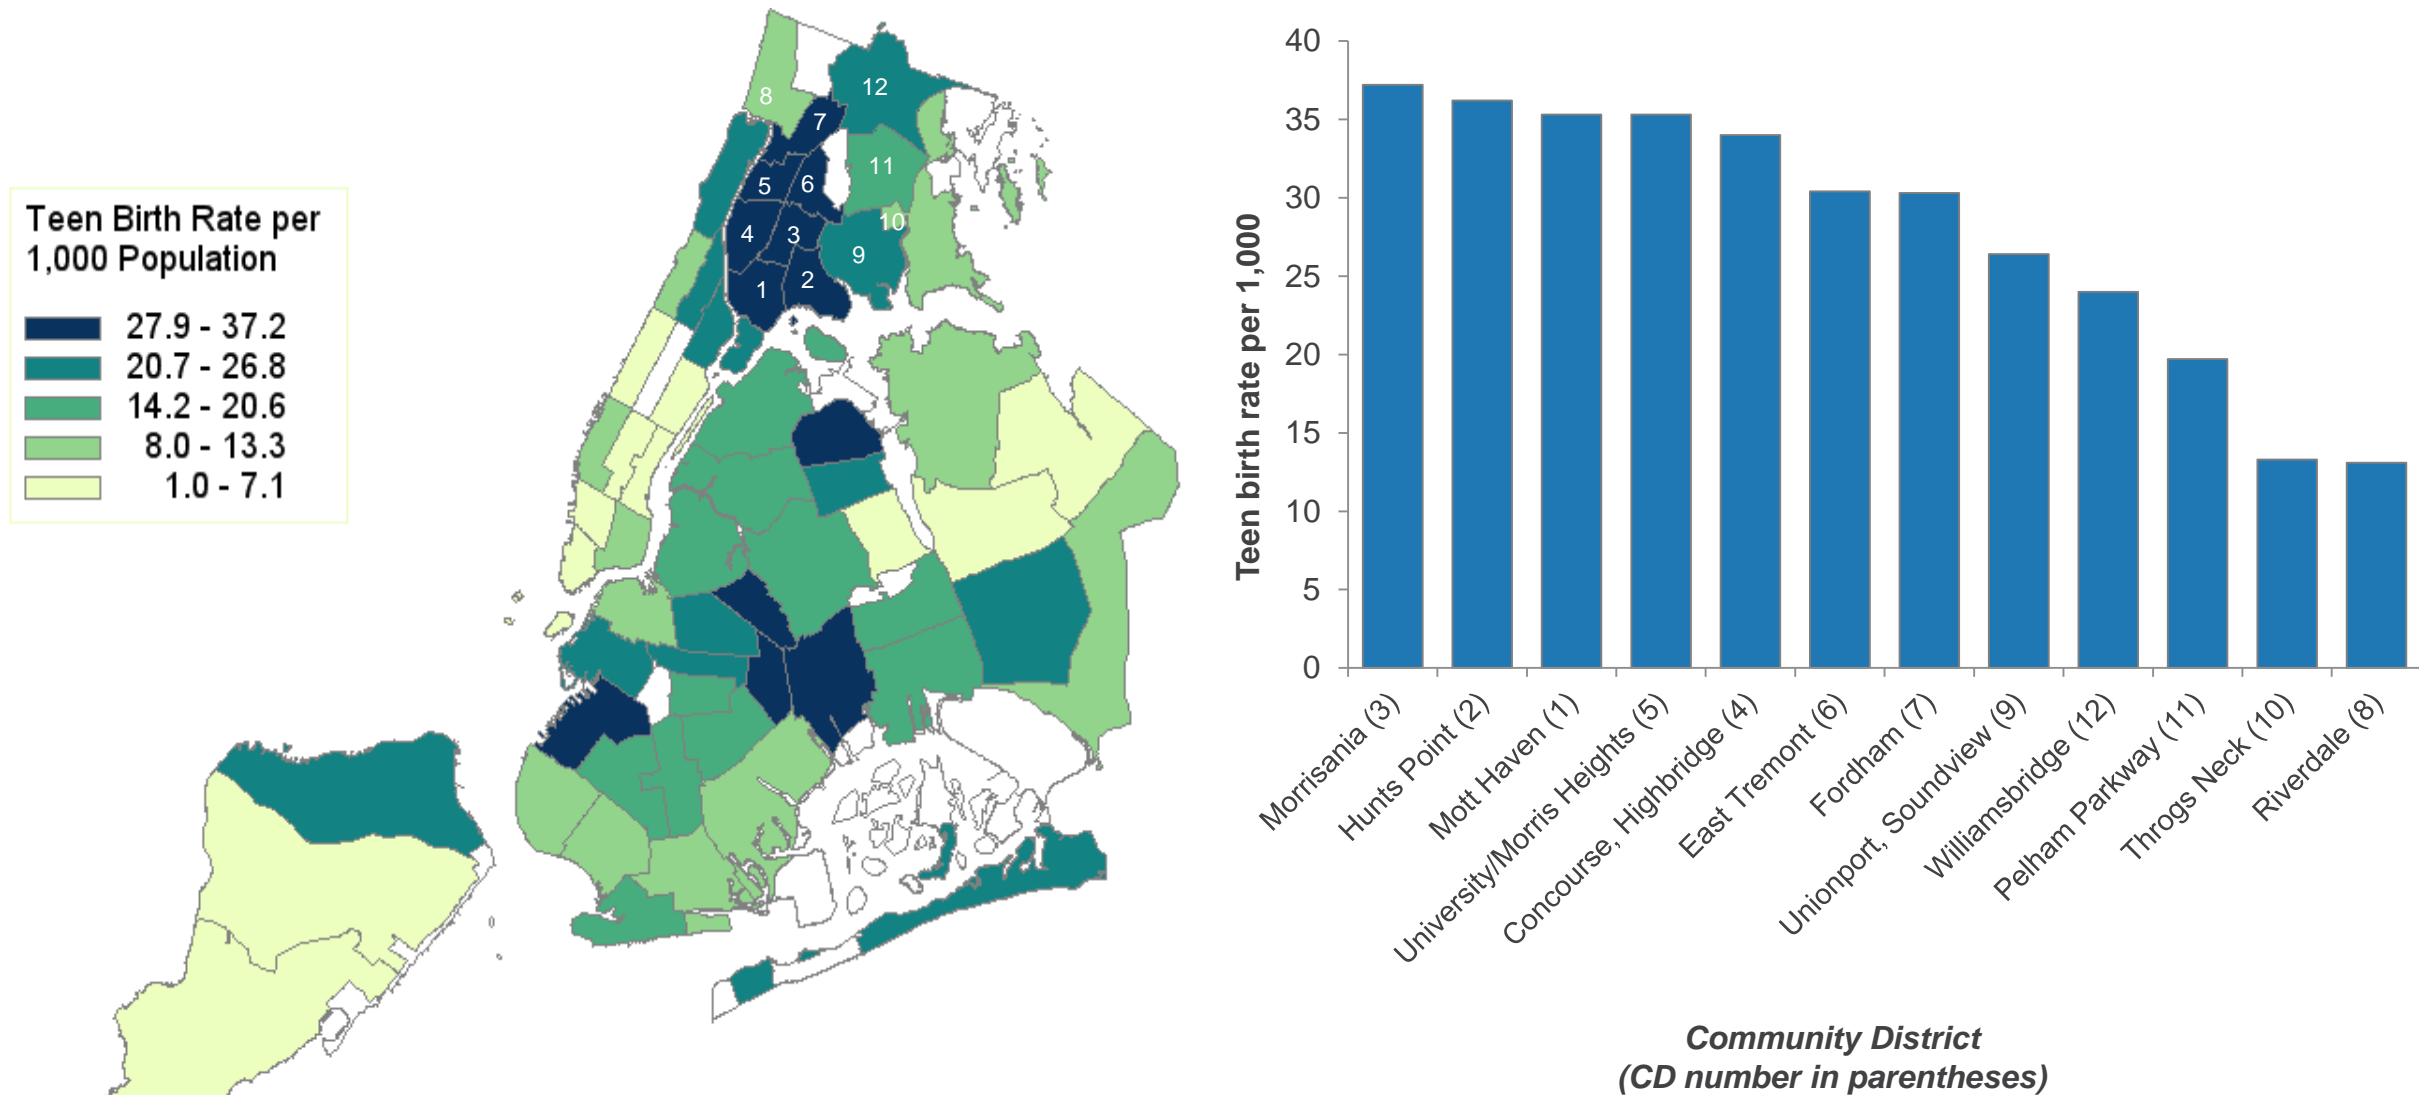 Teen Birth Rate per
1,000 Population
27.9 - 37.2
20.7 - 26.8
14.2 - 20.6
8.0 - 13.3
1.0 - 7.1
8
12
7
11
5
6
10
4
3
9
2
1
Teen birth rate per 1,000
40
35
30
25
20
15
10
5
0
Morrisania (3)
Hunts Point (2)
Mott Haven (1)
University/Morris Heights (5)
Concourse, Highbridge (4)
East Tremont (6)
Fordham (7)
Unionport, Soundview (9)
Williamsbridge (12)
Pelham Parkway (11)
Throgs Neck (10)
Riverdale (8)
Community District
(CD number in parentheses)